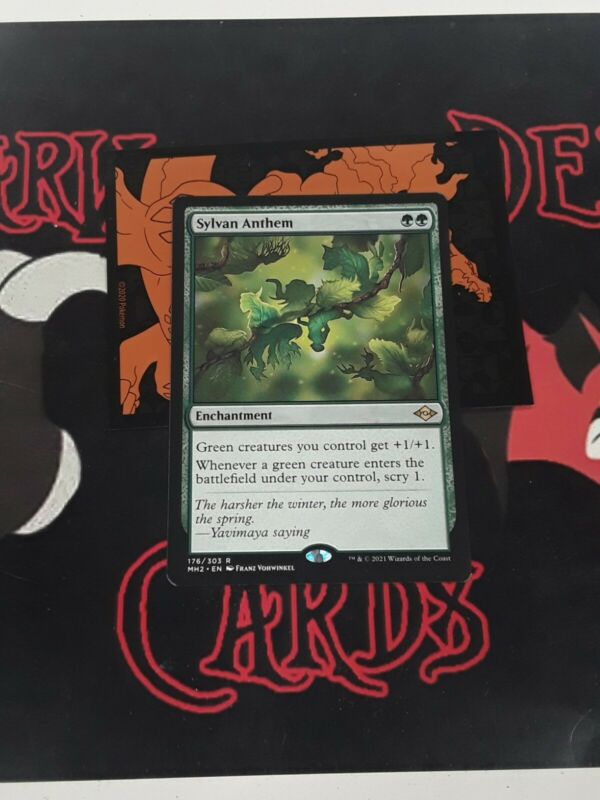 Sylvan Anthem
Enchantment
Green creatures you control get +1/+1.
Whenever a green creature enters the
battlefield under your control, scry 1.
The harsher the winter, the more glorious
the spring.
—Yavimaya saying
176/303 R
MH2 • EN Franz Vohwinkel
™ & © 2021 Wizards of the Coast
©2020 Pokémon
CARDS